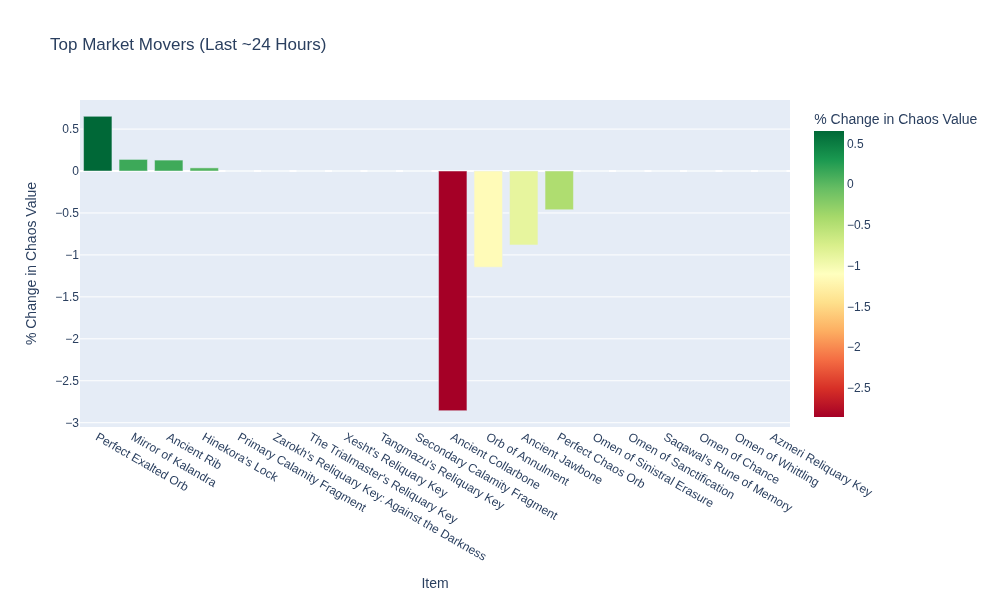 Top Market Movers (Last ~24 Hours)
% Change in Chaos Value
0.5
0
−0.5
−1
−1.5
−2
−2.5
−3
% Change in Chaos Value
0.5
0
−0.5
−1
−1.5
−2
−2.5
Perfect Exalted Orb
Mirror of Kalandra
Ancient Rib
Hinekora's Lock
Primary Calamity Fragment
Zarokh's Reliquary Key: Against the Darkness
The Trialmaster's Reliquary Key
Xesht's Reliquary Key
Tangmazu's Reliquary Key
Secondary Calamity Fragment
Ancient Collarbone
Orb of Annulment
Ancient Jawbone
Perfect Chaos Orb
Omen of Sinistral Erasure
Omen of Sanctification
Saqawal's Rune of Memory
Omen of Chance
Omen of Whittling
Azmeri Reliquary Key
Item